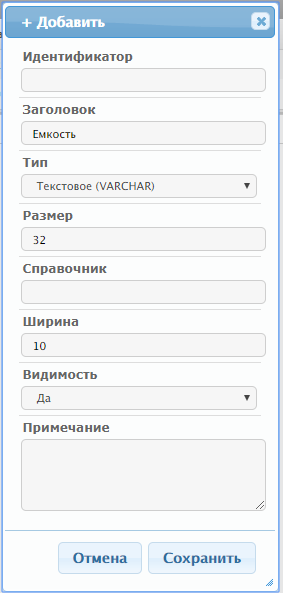 + Добавить
Идентификатор
Заголовок
Емкость
Тип
Текстовое (VARCHAR)
Размер
32
Справочник
Ширина
10
Видимость
Да
Примечание
Отмена Сохранить